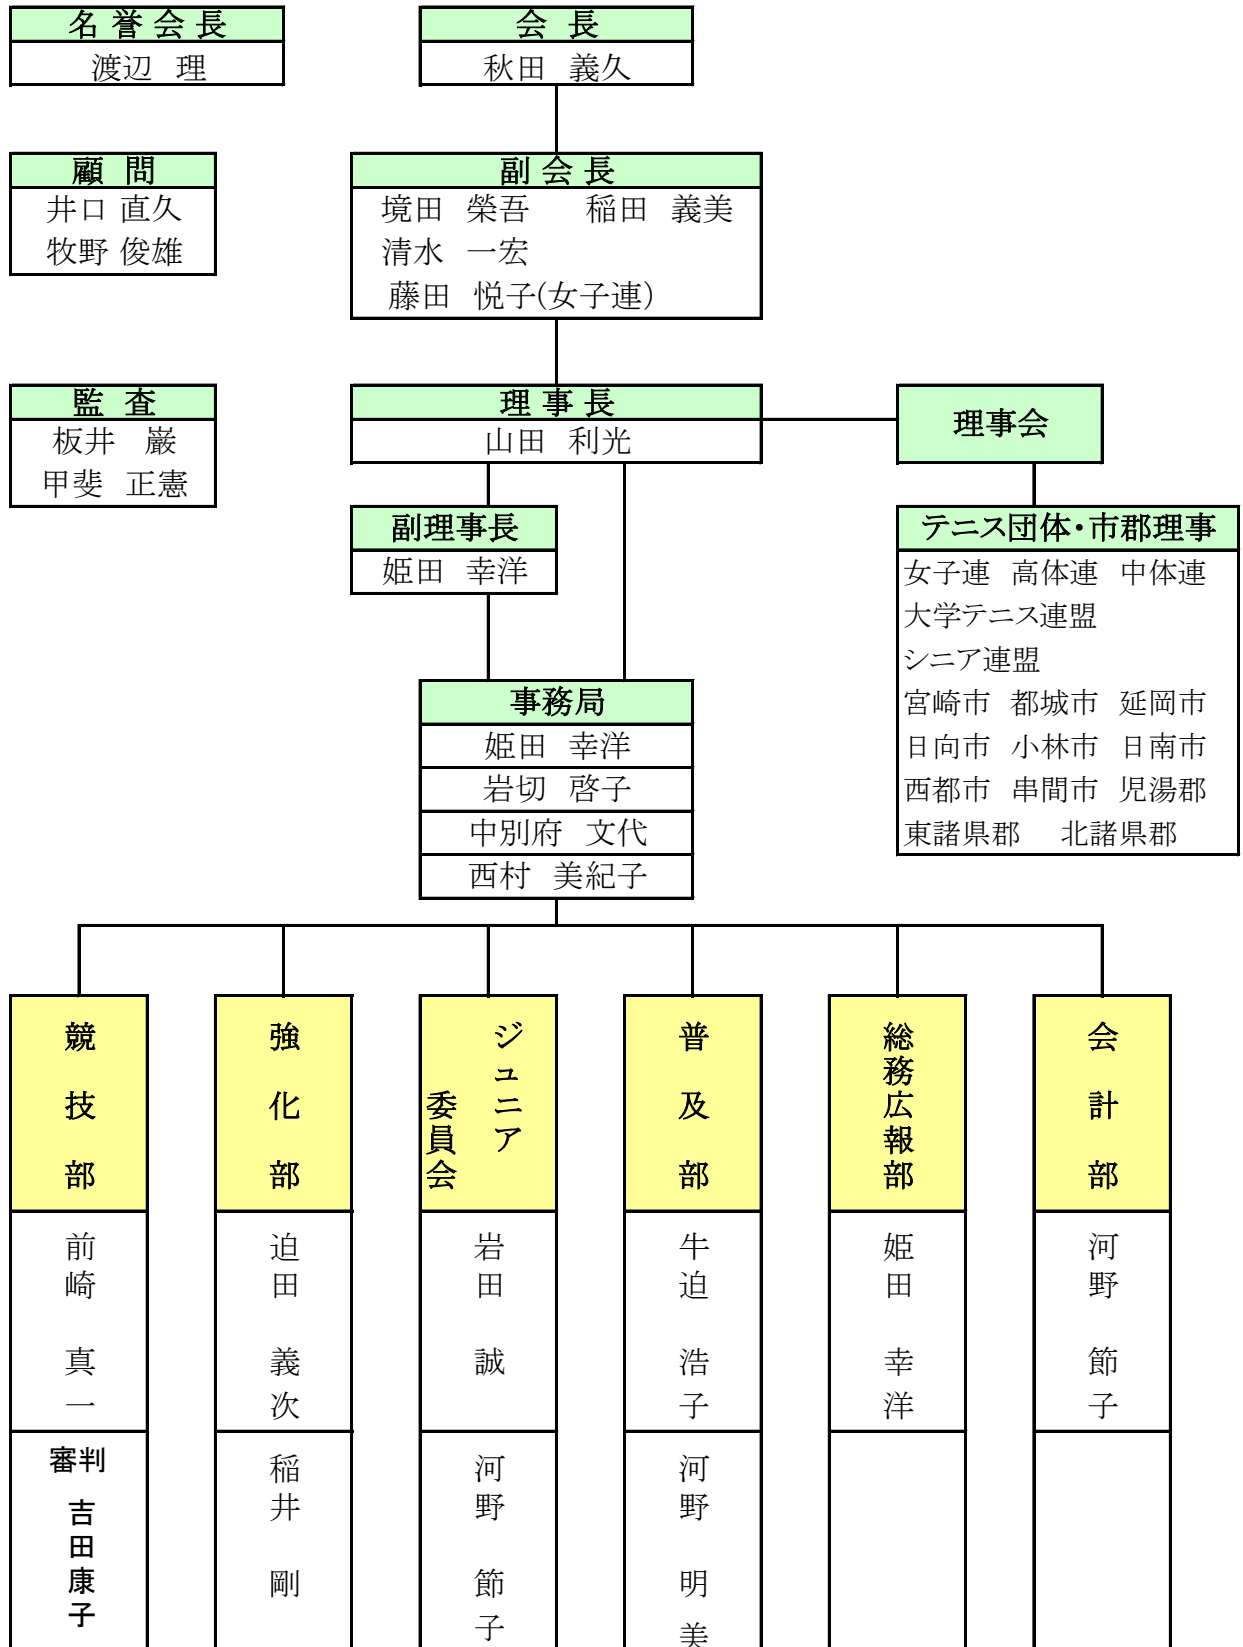 名誉会長
渡辺 理
会長
秋田 義久
顧問
井口 直久
牧野 俊雄
副会長
境田 榮吾 稲田 義美
清水 一宏
藤田 悦子(女子連)
監査
板井 巌
甲斐 正憲
理事長
山田 利光
理事会
副理事長
姫田 幸洋
テニス団体・市郡理事
女子連 高体連 中体連
大学テニス連盟
シニア連盟
宮崎市 都城市 延岡市
日向市 小林市 日南市
西都市 串間市 児湯郡
東諸県郡 北諸県郡
事務局
姫田 幸洋
岩切 啓子
中別府 文代
西村 美紀子
競技部
前崎 真一
審判
吉田康子
強化部
迫田 義次
稲井 剛
ジュニア
委員会
岩田 誠
河野 節子
普及部
牛迫 浩子
河野 明美
総務広報部
姫田 幸洋
会計部
河野 節子